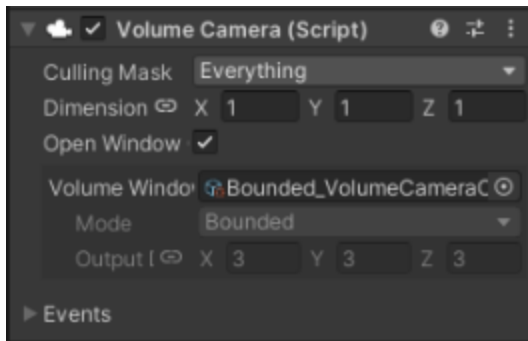 Volume Camera (Script)
Culling Mask Everything
Dimension X 1 Y 1 Z 1
Open Window
Volume Windo Bounded_VolumeCameraC
Mode Bounded
Output X 3 Y 3 Z 3
Events